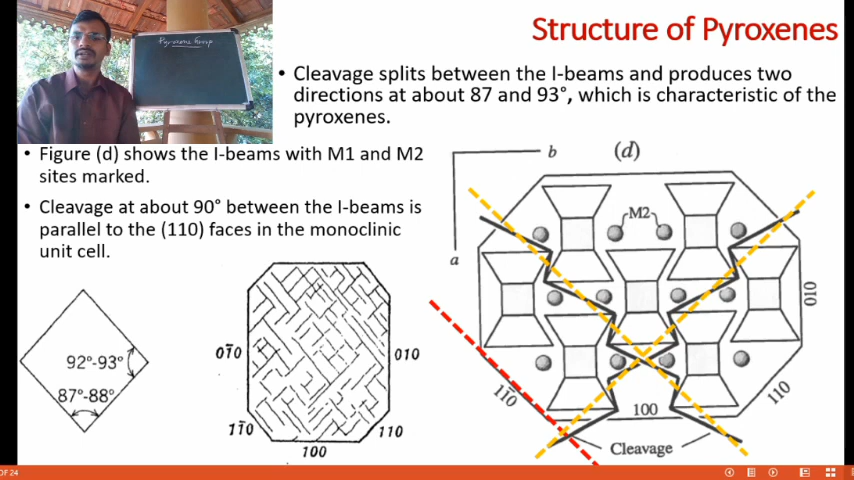 Structure of Pyroxenes
Pyroxene Group
• Cleavage splits between the I-beams and produces two
directions at about 87 and 93°, which is characteristic of the
pyroxenes.
• Figure (d) shows the I-beams with M1 and M2
sites marked.
• Cleavage at about 90° between the I-beams is
parallel to the (110) faces in the monoclinic
unit cell.
92°-93°
87°-88°
01̅0
010
11̅0
110
100
b
(d)
a
M2
010
11̅0
100
110
Cleavage
OF 24